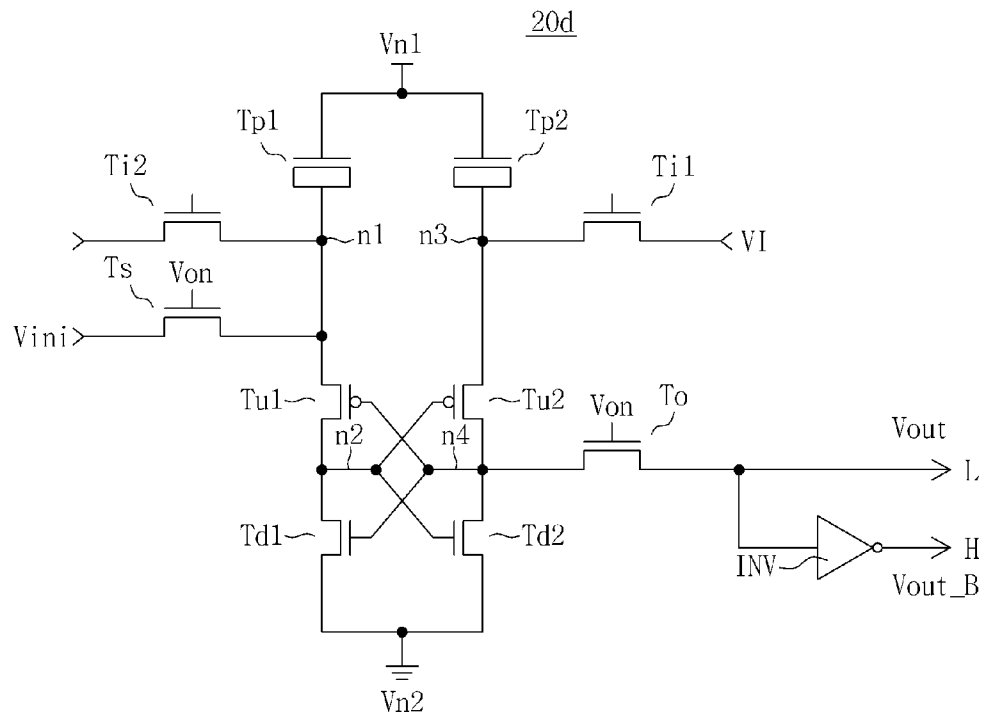 20d
Vn1
Tp1
Tp2
Ti2
Ti1
n1
n3
VI
Ts
Von
Vini
Tu1
Tu2
Von
To
n2
n4
Vout
L
Td1
Td2
INV
H
Vout_B
Vn2